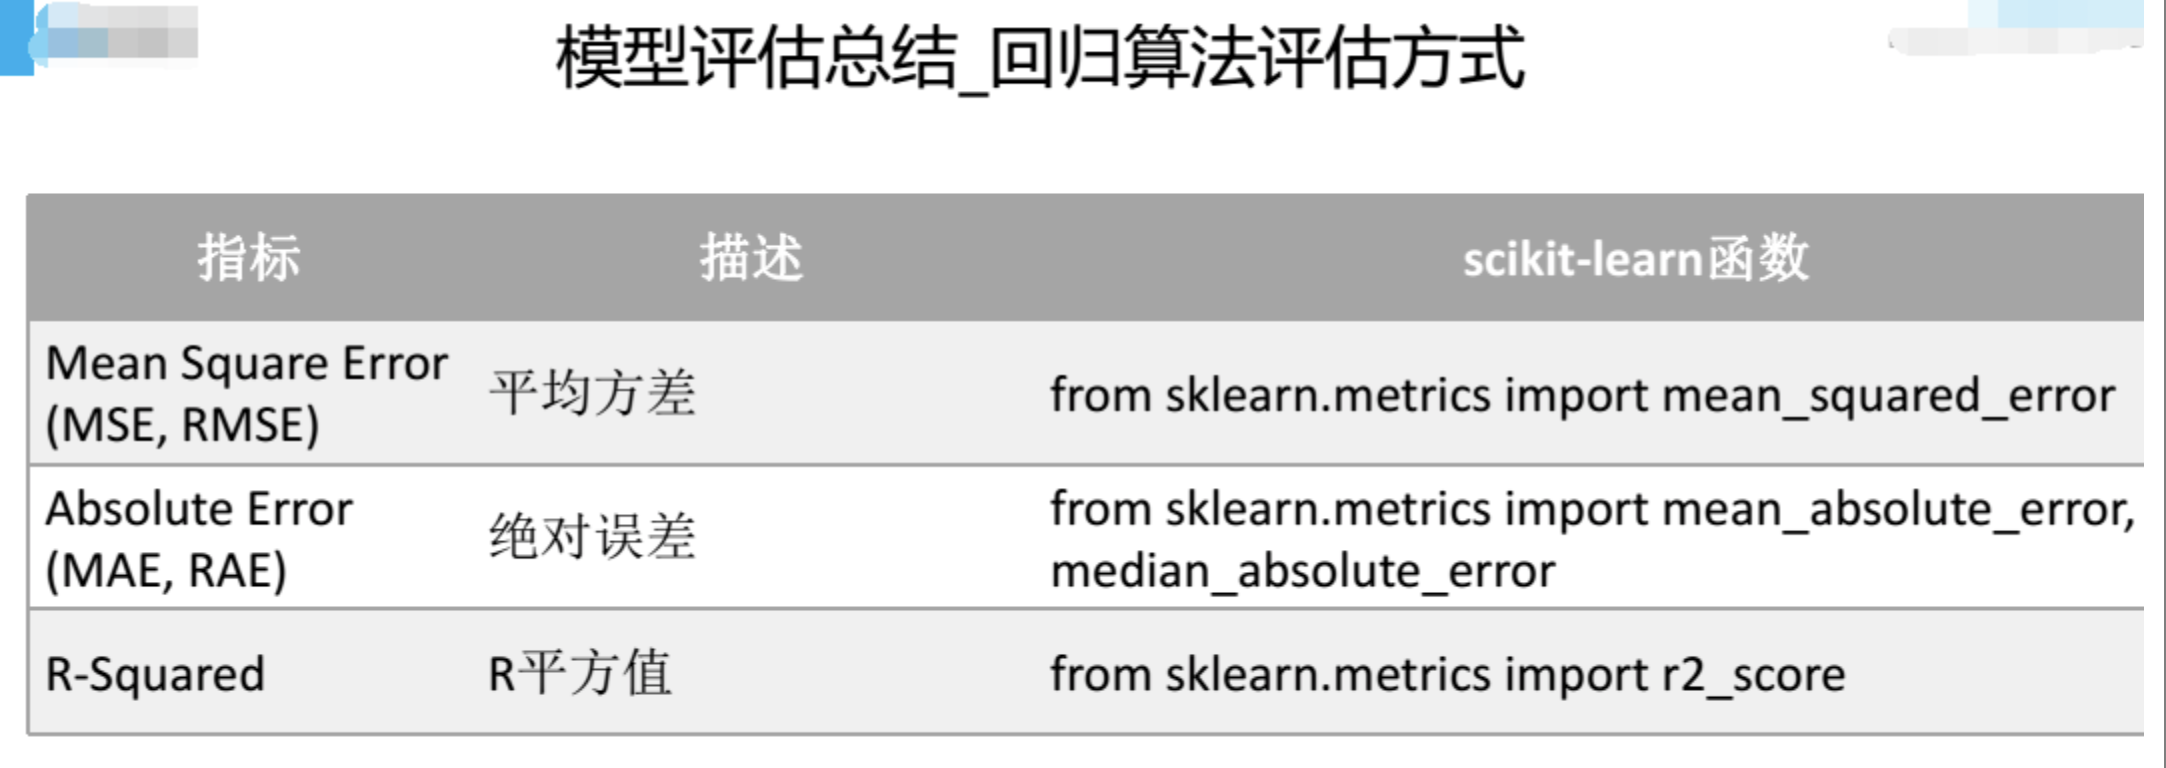 模型评估总结_回归算法评估方式
指标 描述 scikit-learn函数
Mean Square Error
(MSE, RMSE)
平均方差
from sklearn.metrics import mean_squared_error
Absolute Error
(MAE, RAE)
绝对误差
from sklearn.metrics import mean_absolute_error,
median_absolute_error
R-Squared
R平方值
from sklearn.metrics import r2_score